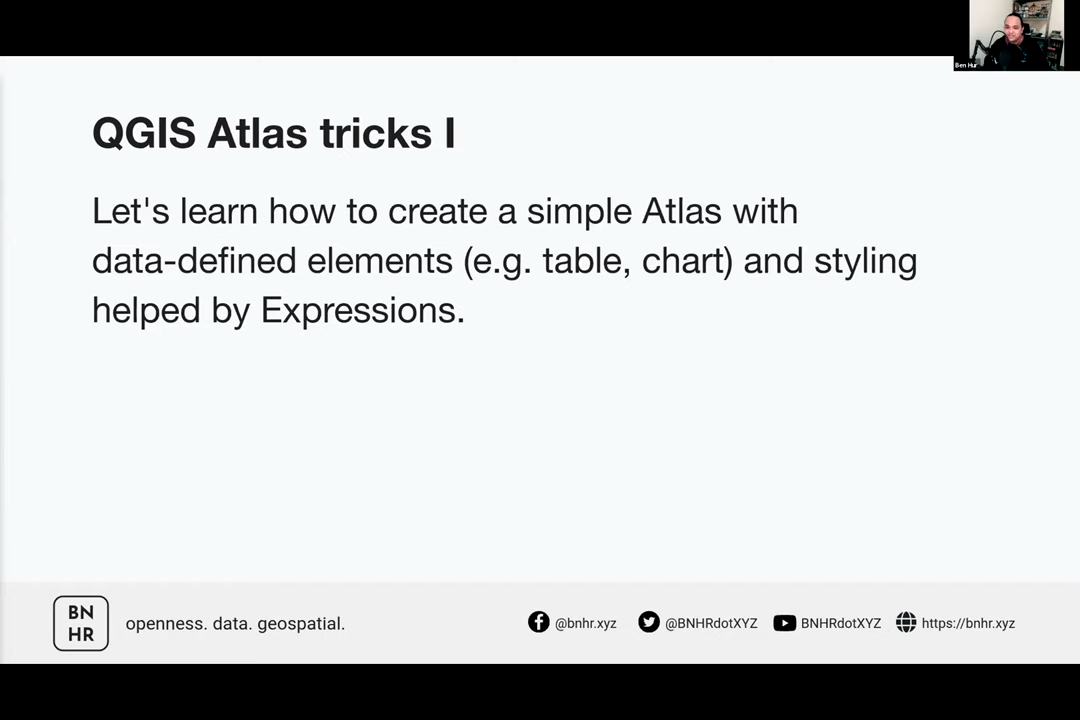 Ben Hur
QGIS Atlas tricks I
Let's learn how to create a simple Atlas with
data-defined elements (e.g. table, chart) and styling
helped by Expressions.
BN
HR
openness. data. geospatial.
@bnhr.xyz
@BNHRdotXYZ
BNHRdotXYZ
https://bnhr.xyz